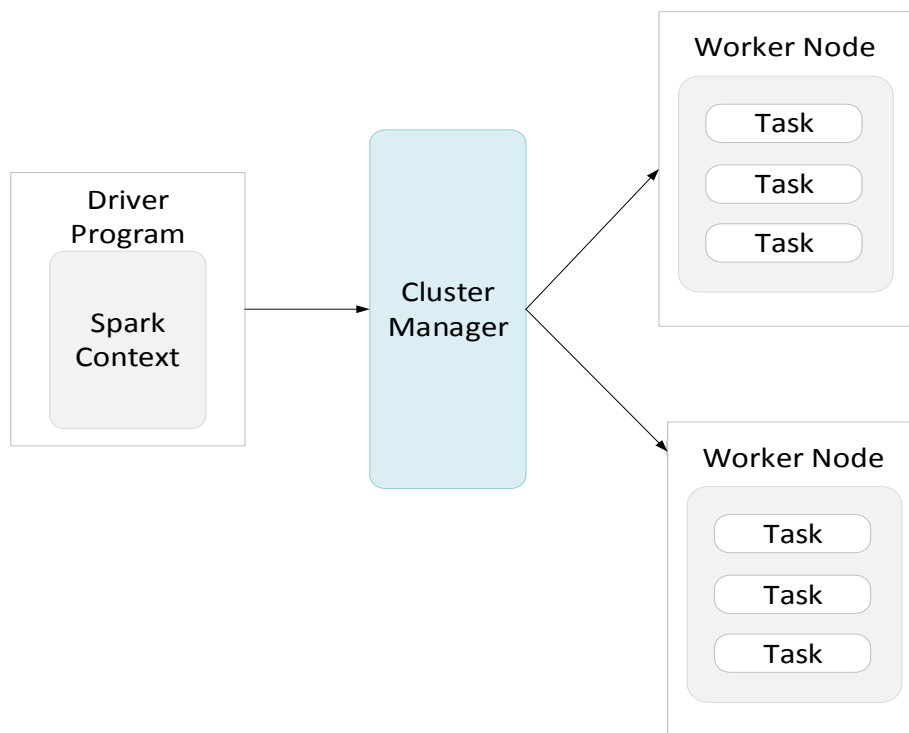 Driver
Program
Spark
Context
Cluster
Manager
Worker Node
Task
Task
Task
Worker Node
Task
Task
Task